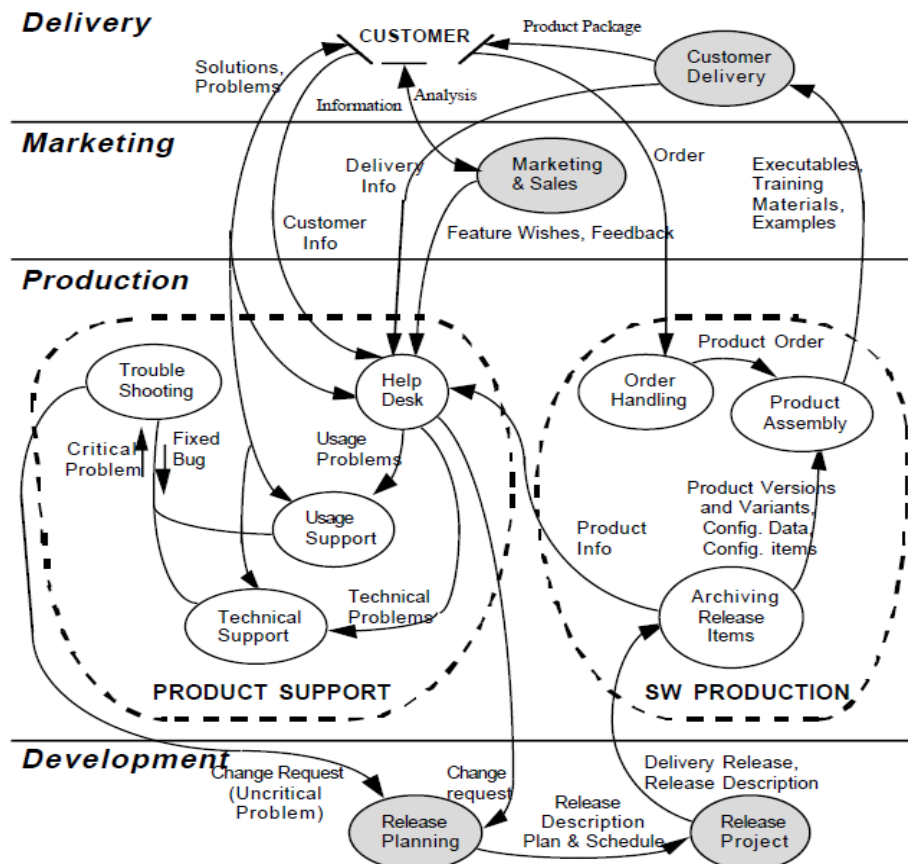 Delivery
CUSTOMER
Product Package
Customer
Delivery
Solutions,
Problems
Information
Analysis
Marketing
Marketing
& Sales
Delivery
Info
Order
Executables,
Training
Materials,
Examples
Customer
Info
Feature Wishes, Feedback
Production
Trouble
Shooting
Help
Desk
Order
Handling
Product Order
Product
Assembly
Critical
Problem
Fixed
Bug
Usage
Problems
Usage
Support
Product
Info
Product Versions
and Variants,
Config. Data,
Config. items
Technical
Support
Technical
Problems
Archiving
Release
Items
PRODUCT SUPPORT
SW PRODUCTION
Development
Change Request
(Uncritical
Problem)
Change
request
Delivery Release,
Release Description
Release
Planning
Release
Description
Plan & Schedule
Release
Project